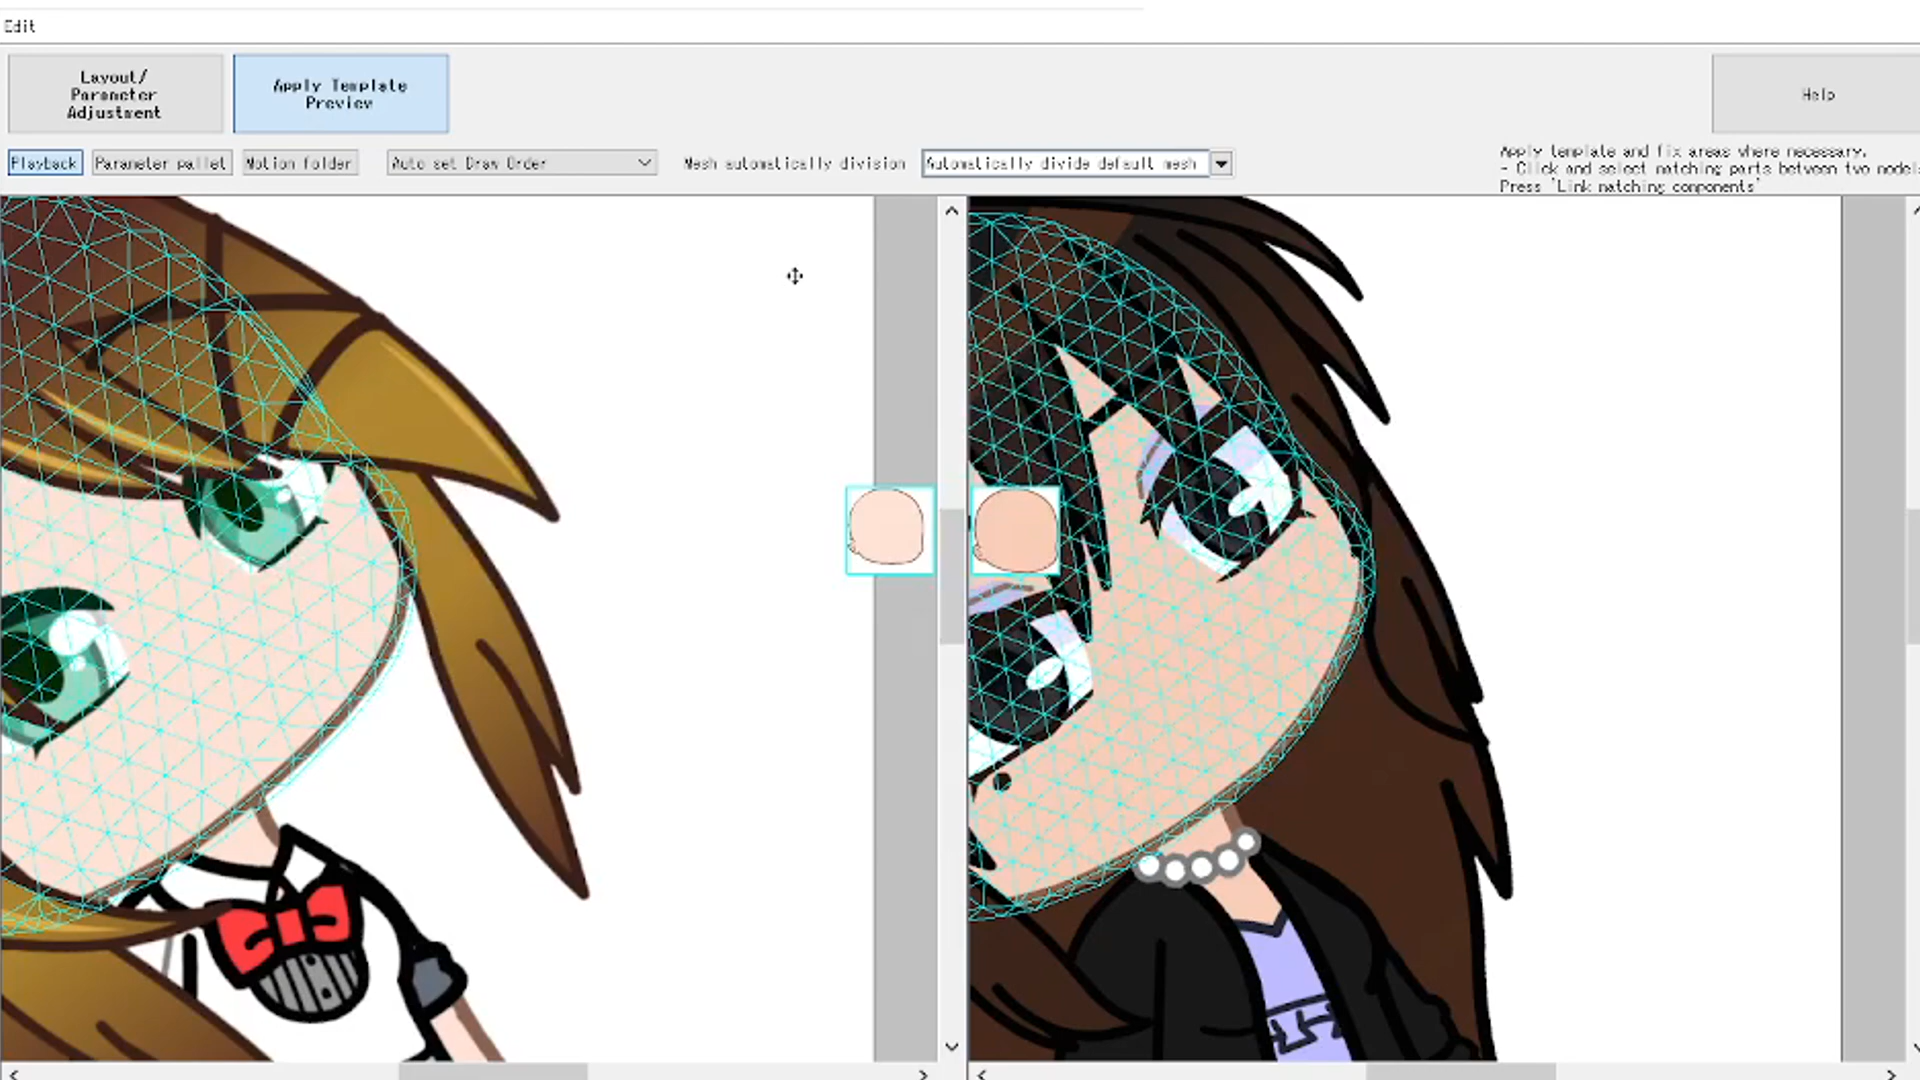 Edit
Layout/
Parameter
Adjustment
Apply Template
Preview
Help
Playback
Parameter pallet
Motion folder
Auto set Draw Order
Mesh automatically division
Automatically divide default mesh
Apply template and fix areas where necessary.
- Click and select matching parts between two model
Press 'Link matching components'